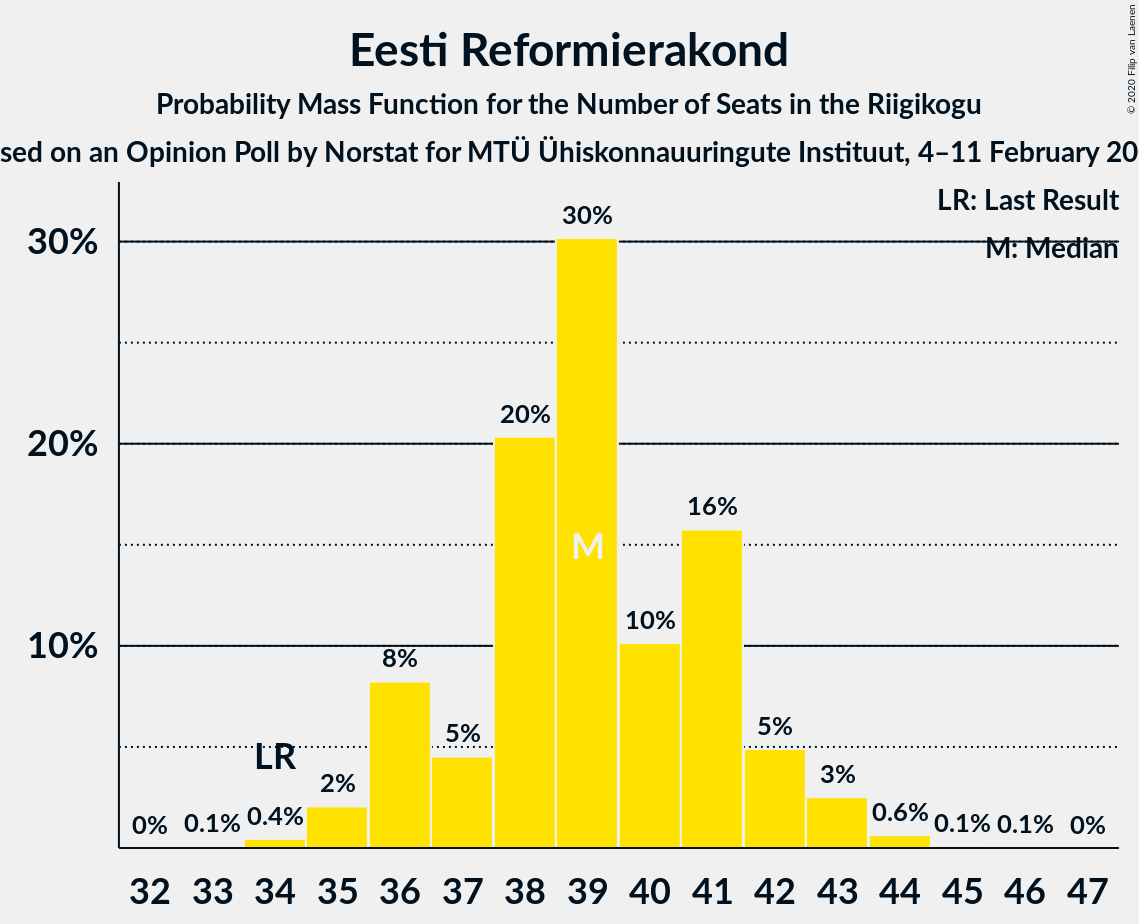 Eesti Reformierakond
Probability Mass Function for the Number of Seats in the Riigikogu
sed on an Opinion Poll by Norstat for MTÜ Ühiskonnauuringute Instituut, 4–11 February 20
© 2020 Filip van Laenen
LR: Last Result
M: Median
30%
20%
10%
0%
0.1%
0.4%
LR
2%
8%
5%
20%
30%
M
10%
16%
5%
3%
0.6%
0.1%
0.1%
0%
32 33 34 35 36 37 38 39 40 41 42 43 44 45 46 47